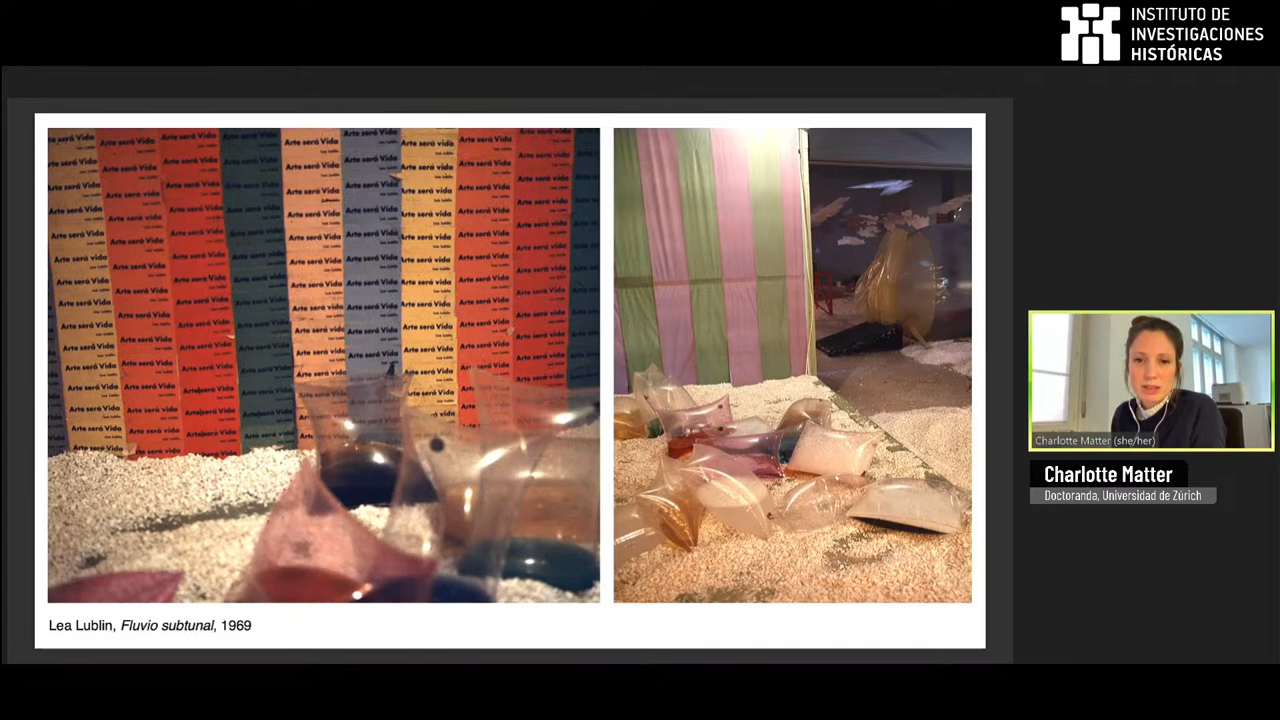 INSTITUTO DE
INVESTIGACIONES
HISTÓRICAS
Arte será Vida
Lea Lublin, Fluvio subtunal, 1969
Charlotte Matter (she/her)
Charlotte Matter
Doctoranda, Universidad de Zúrich